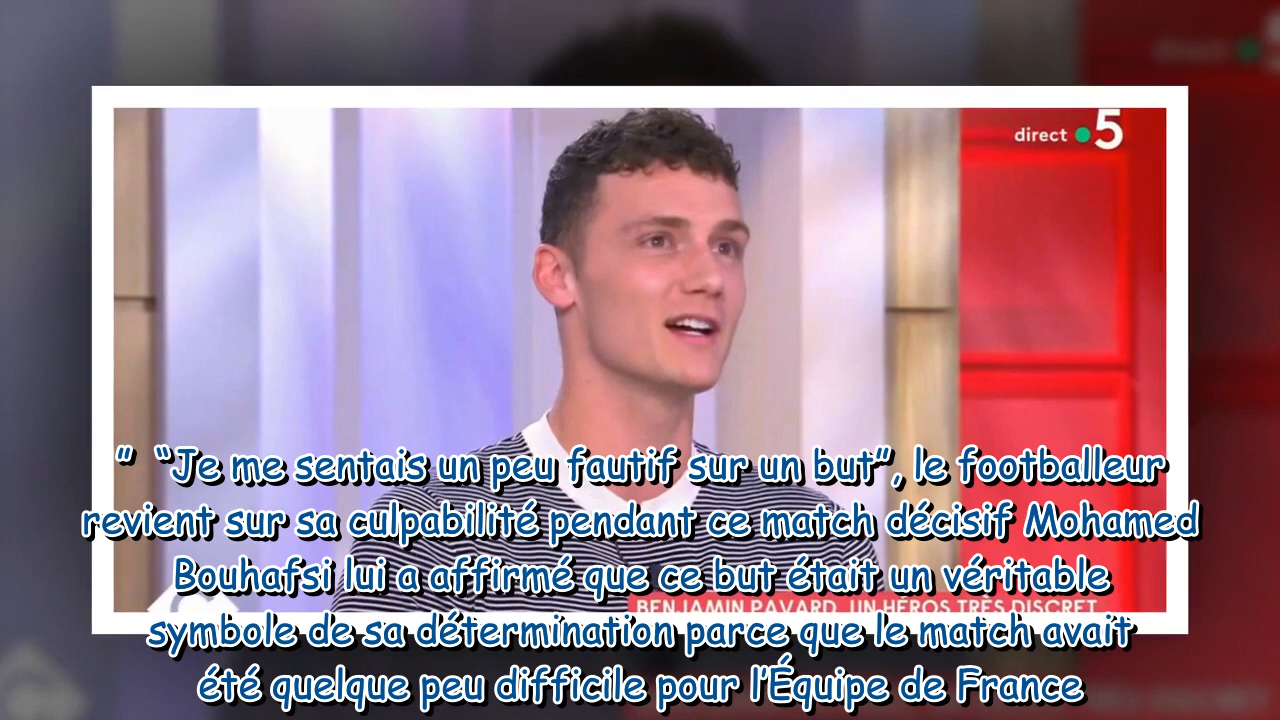 direct 5
” “Je me sentais un peu fautif sur un but”, le footballeur
revient sur sa culpabilité pendant ce match décisif Mohamed
Bouhafsi lui a affirmé que ce but était un véritable
BENJAMIN PAVARD, UN HÉROS TRÈS DISCRET
symbole de sa détermination parce que le match avait
été quelque peu difficile pour l’Équipe de France